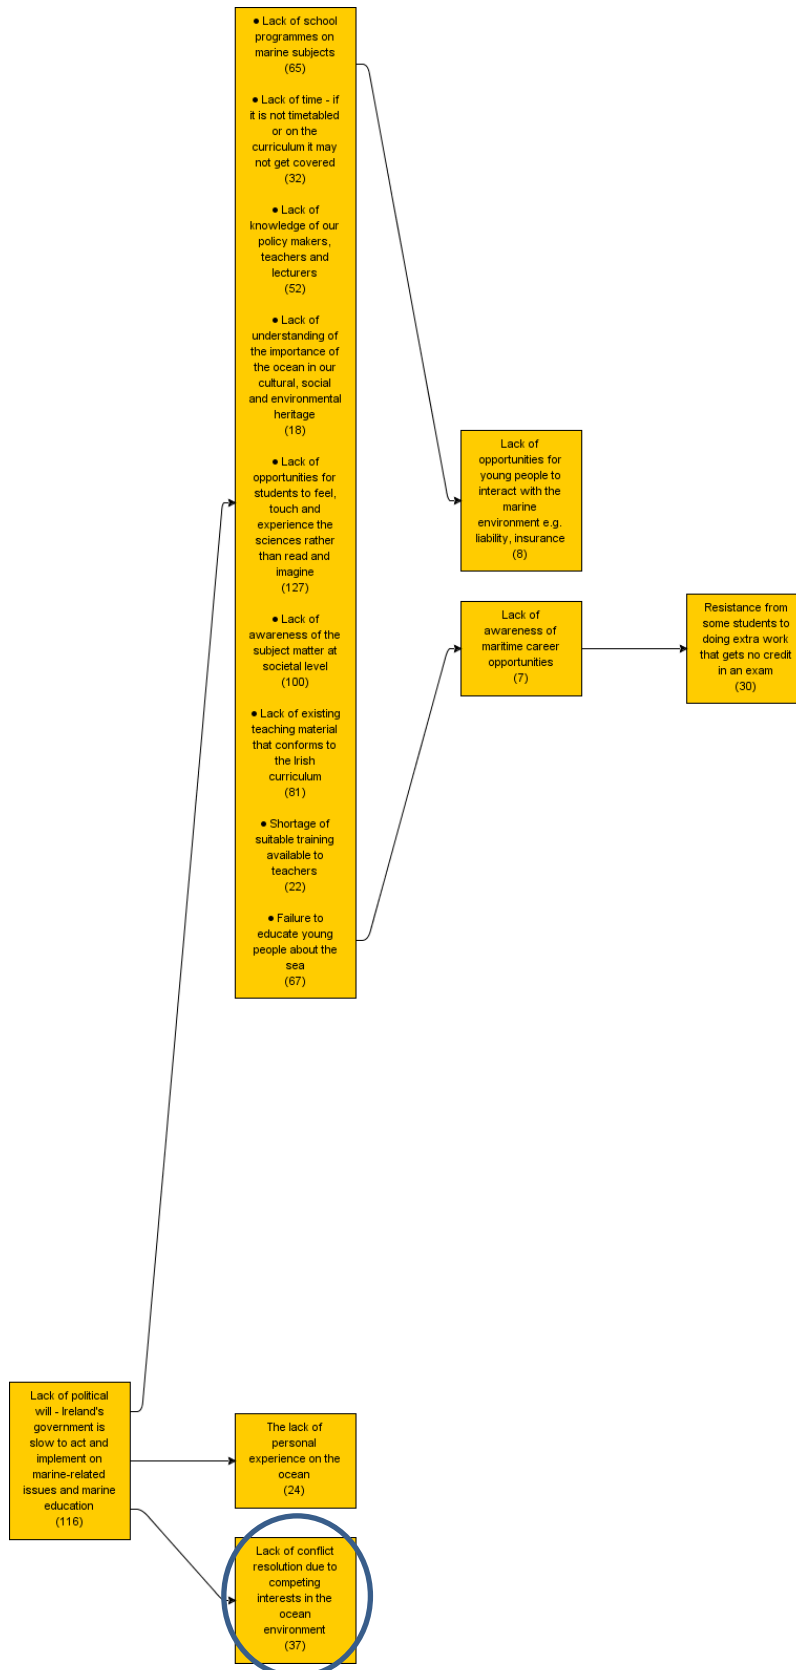 ● Lack of school
programmes on
marine subjects
(65)
● Lack of time - if
it is not timetabled
or on the
curriculum it may
not get covered
(32)
● Lack of
knowledge of our
policy makers,
teachers and
lecturers
(52)
● Lack of
understanding of
the importance of
the ocean in our
cultural, social
and environmental
heritage
(18)
● Lack of
opportunities for
students to feel,
touch and
experience the
sciences rather
than read and
imagine
(127)
● Lack of
awareness of the
subject matter at
societal level
(100)
● Lack of existing
teaching material
that conforms to
the Irish
curriculum
(81)
● Shortage of
suitable training
available to
teachers
(22)
● Failure to
educate young
people about the
sea
(67)
Lack of
opportunities for
young people to
interact with the
marine
environment e.g.
liability, insurance
(8)
Lack of
awareness of
maritime career
opportunities
(7)
Resistance from
some students to
doing extra work
that gets no credit
in an exam
(30)
Lack of political
will - Ireland's
government is
slow to act and
implement on
marine-related
issues and marine
education
(116)
The lack of
personal
experience on the
ocean
(24)
Lack of conflict
resolution due to
competing
interests in the
ocean
environment
(37)